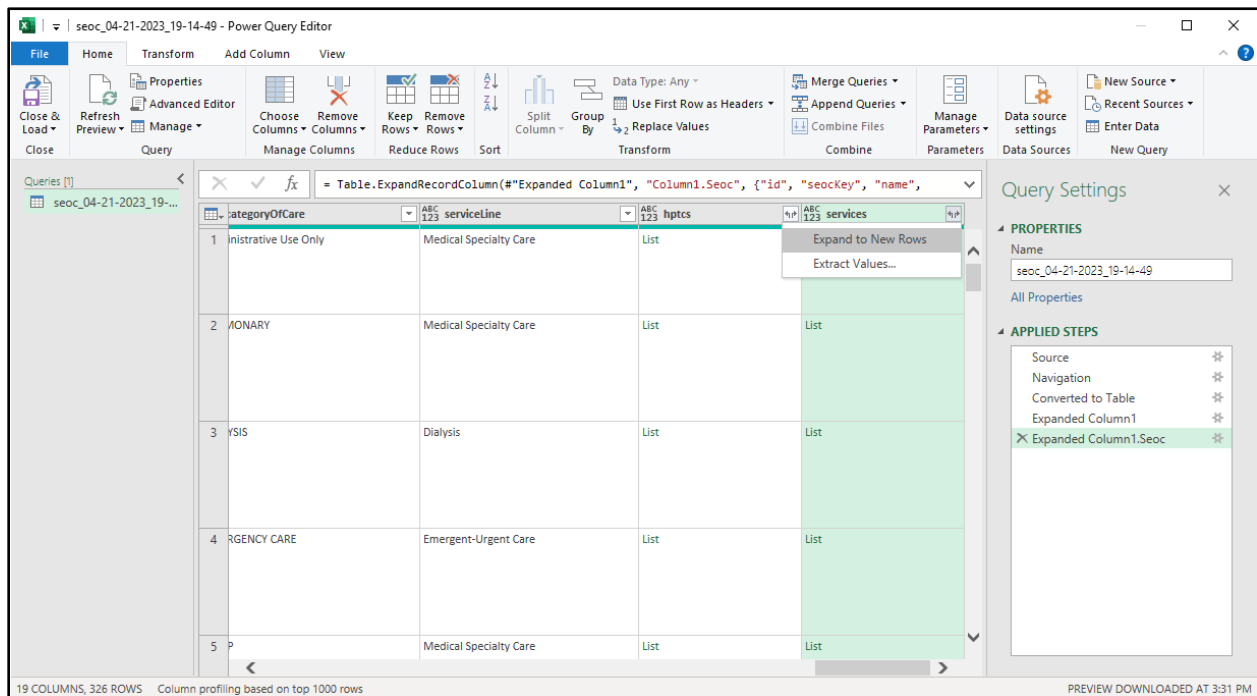 seoc_04-21-2023_19-14-49 - Power Query Editor
File Home Transform Add Column View
Close & Load
Refresh Preview
Properties
Advanced Editor
Manage
Choose Columns
Remove Columns
Keep Rows
Remove Rows
Split Column
Group By
Data Type: Any
Use First Row as Headers
Replace Values
Merge Queries
Append Queries
Combine Files
Manage Parameters
Data source settings
New Source
Recent Sources
Enter Data
Close Query Manage Columns Reduce Rows Sort Transform Combine Parameters Data Sources New Query
Queries [1]
seoc_04-21-2023_19-...
fx = Table.ExpandRecordColumn(#"Expanded Column1", "Column1.Seoc", {"id", "seocKey", "name",
:ategoryOfCare ABC 123 serviceLine ABC 123 hptcs ABC 123 services
1 inistrative Use Only Medical Specialty Care List
Expand to New Rows
Extract Values...
2 MONARY Medical Specialty Care List List
3 YSIS Dialysis List List
4 RGENCY CARE Emergent-Urgent Care List List
5 P Medical Specialty Care List List
Query Settings
PROPERTIES
Name
seoc_04-21-2023_19-14-49
All Properties
APPLIED STEPS
Source
Navigation
Converted to Table
Expanded Column1
Expanded Column1.Seoc
19 COLUMNS, 326 ROWS Column profiling based on top 1000 rows PREVIEW DOWNLOADED AT 3:31 PM